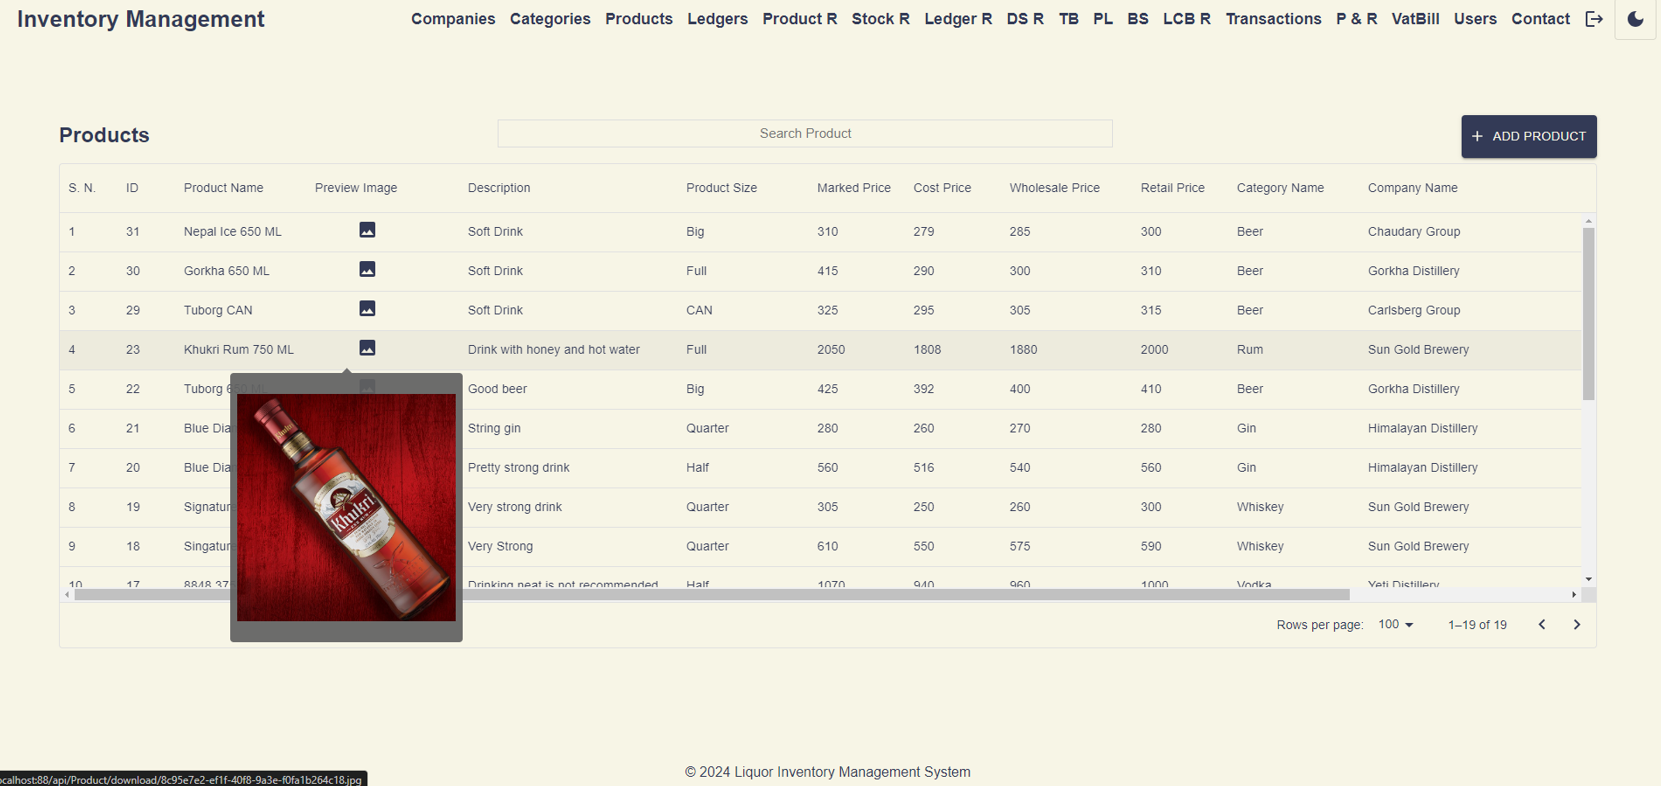 Inventory Management Companies Categories Products Ledgers Product R Stock R Ledger R DS R TB PL BS LCB R Transactions P & R VatBill Users Contact
Products Search Product + ADD PRODUCT
S. N. ID Product Name Preview Image Description Product Size Marked Price Cost Price Wholesale Price Retail Price Category Name Company Name
1 31 Nepal Ice 650 ML Soft Drink Big 310 279 285 300 Beer Chaudary Group
2 30 Gorkha 650 ML Soft Drink Full 415 290 300 310 Beer Gorkha Distillery
3 29 Tuborg CAN Soft Drink CAN 325 295 305 315 Beer Carlsberg Group
4 23 Khukri Rum 750 ML Drink with honey and hot water Full 2050 1808 1880 2000 Rum Sun Gold Brewery
5 22 Tuborg 650 ML Good beer Big 425 392 400 410 Beer Gorkha Distillery
6 21 Blue Dia String gin Quarter 280 260 270 280 Gin Himalayan Distillery
7 20 Blue Dia Pretty strong drink Half 560 516 540 560 Gin Himalayan Distillery
8 19 Signatur Very strong drink Quarter 305 250 260 300 Whiskey Sun Gold Brewery
9 18 Singatur Very Strong Quarter 610 550 575 590 Whiskey Sun Gold Brewery
10 17 8848 37 Drinking neat is not recommended Half 1070 940 960 1000 Vodka Yeti Distillery
Khukri
Rows per page: 100 1–19 of 19
© 2024 Liquor Inventory Management System
ocalhost:88/api/Product/download/8c95e7e2-ef1f-40f8-9a3e-f0fa1b264c18.jpg